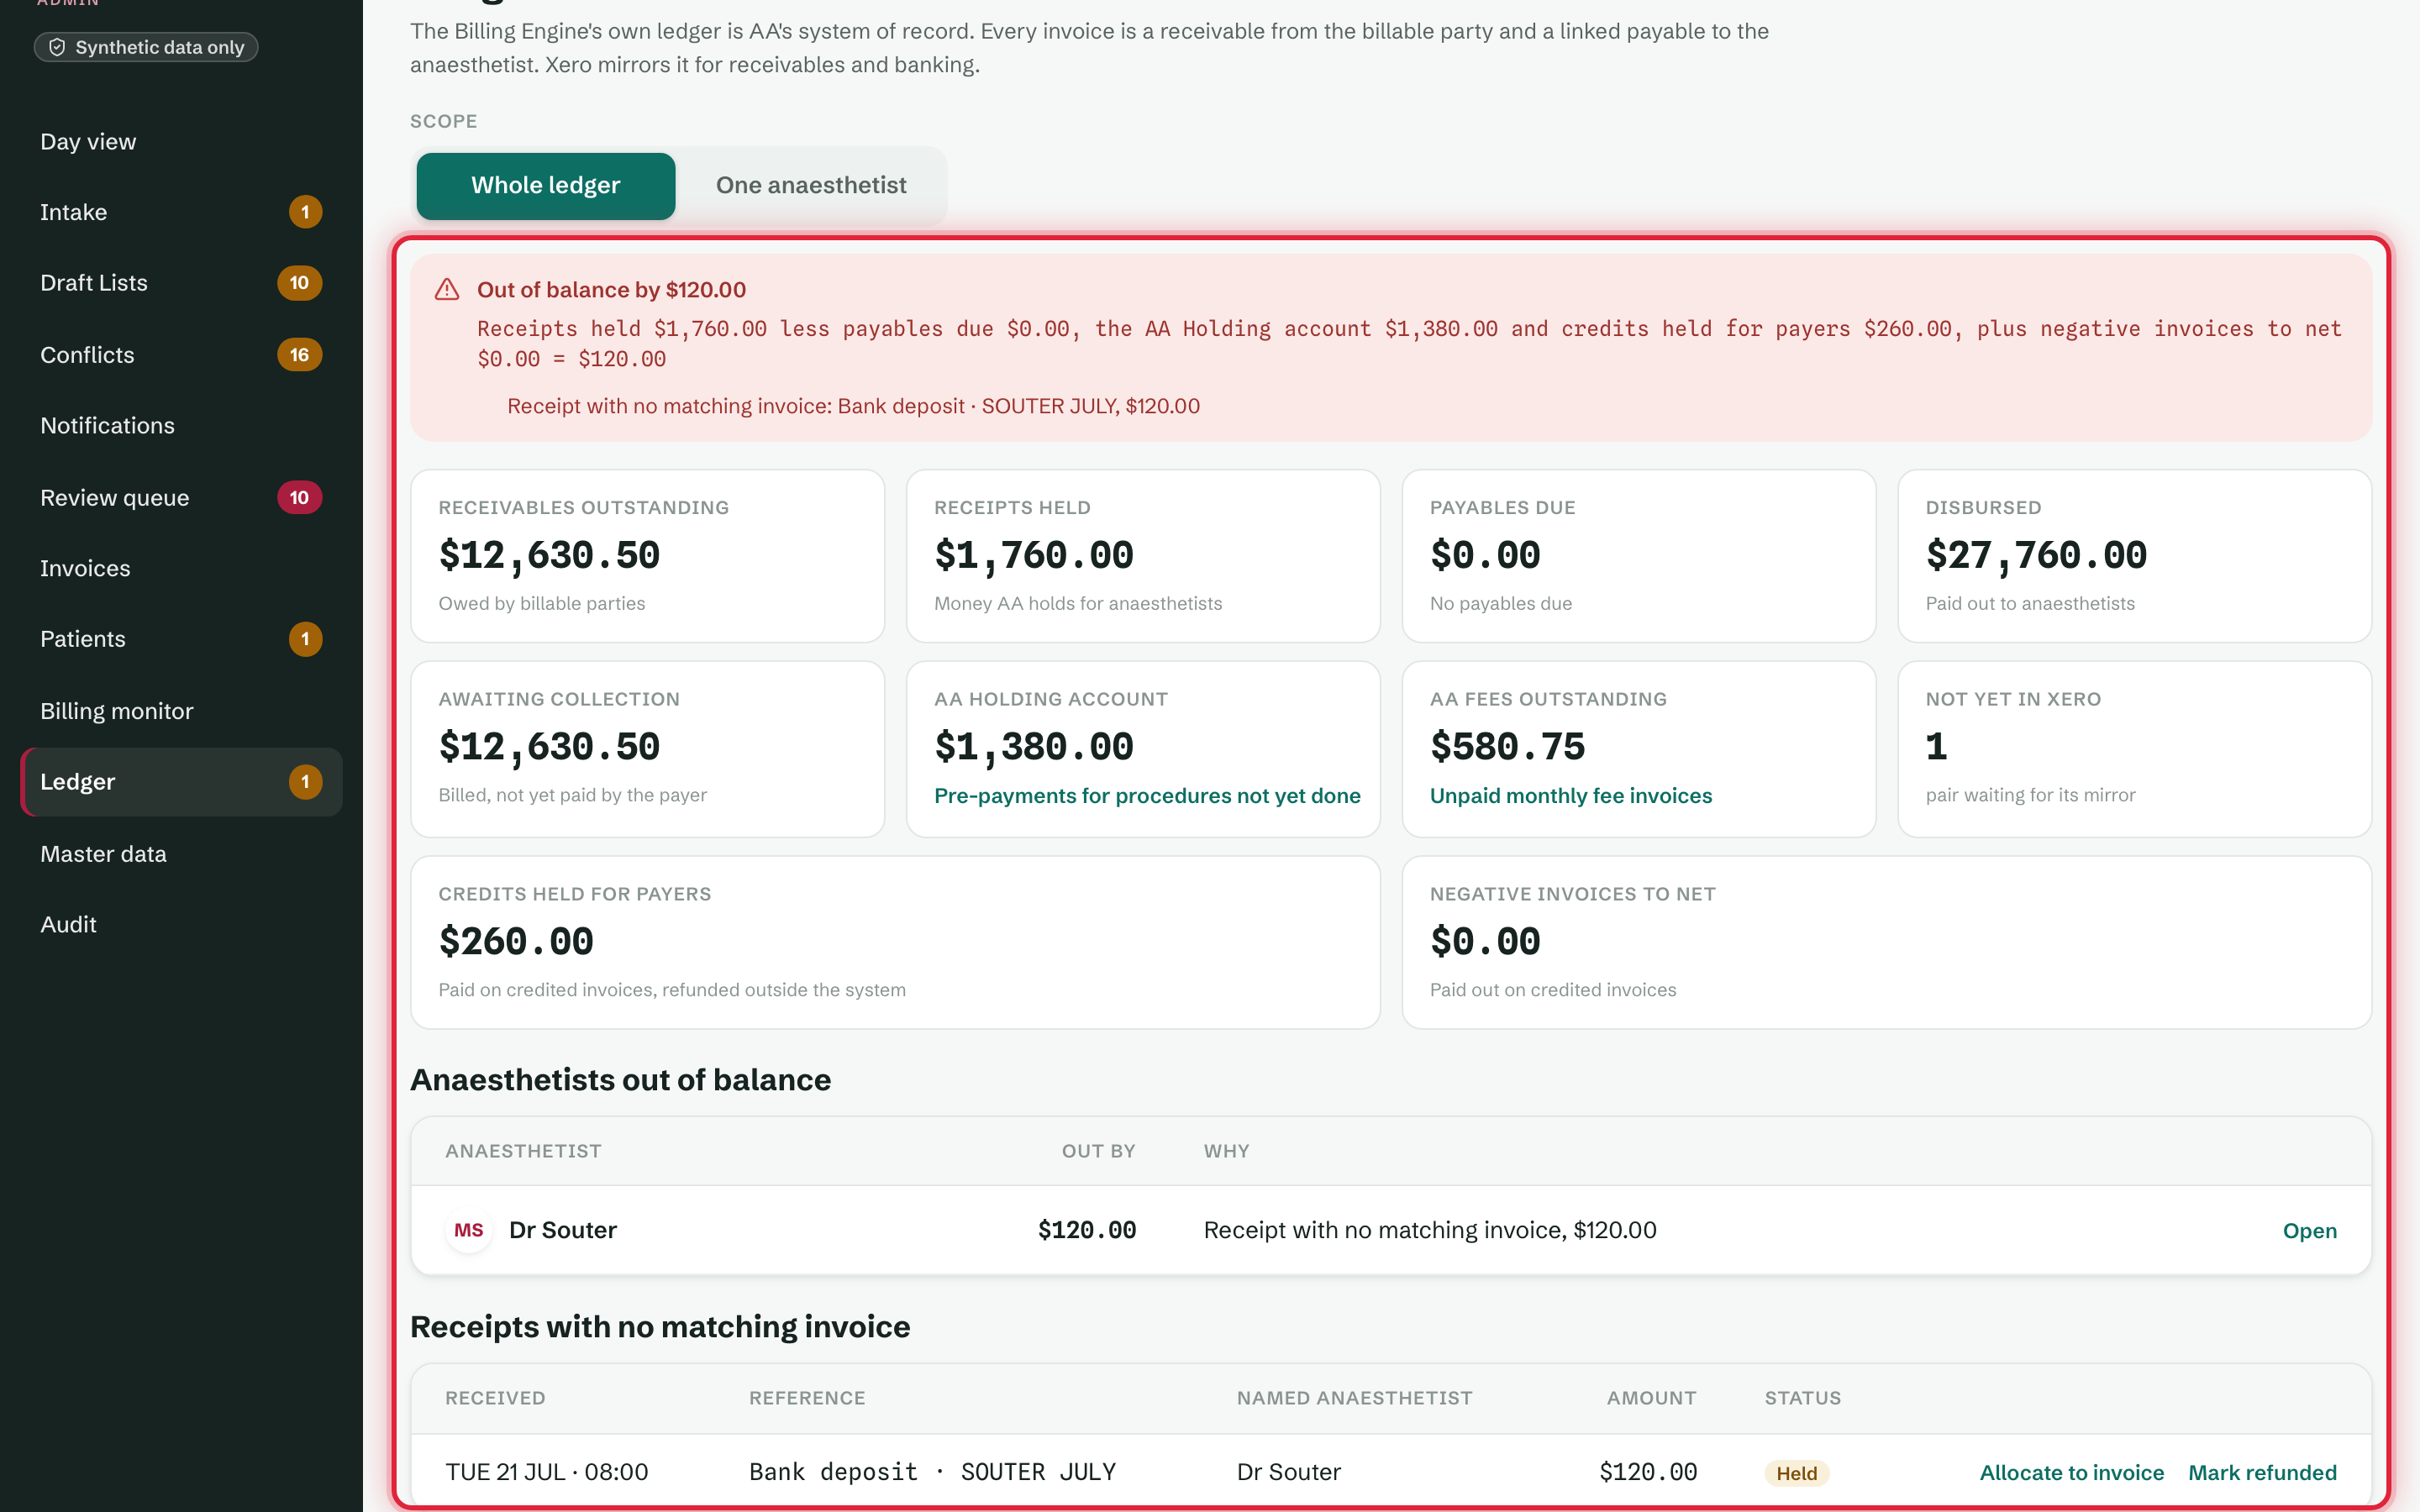 ADMIN
Synthetic data only
Day view
Intake 1
Draft Lists 10
Conflicts 16
Notifications
Review queue 10
Invoices
Patients 1
Billing monitor
Ledger 1
Master data
Audit
The Billing Engine's own ledger is AA's system of record. Every invoice is a receivable from the billable party and a linked payable to the
anaesthetist. Xero mirrors it for receivables and banking.
SCOPE
Whole ledger One anaesthetist
Out of balance by $120.00
Receipts held $1,760.00 less payables due $0.00, the AA Holding account $1,380.00 and credits held for payers $260.00, plus negative invoices to net
$0.00 = $120.00
Receipt with no matching invoice: Bank deposit · SOUTER JULY, $120.00
RECEIVABLES OUTSTANDING
$12,630.50
Owed by billable parties
RECEIPTS HELD
$1,760.00
Money AA holds for anaesthetists
PAYABLES DUE
$0.00
No payables due
DISBURSED
$27,760.00
Paid out to anaesthetists
AWAITING COLLECTION
$12,630.50
Billed, not yet paid by the payer
AA HOLDING ACCOUNT
$1,380.00
Pre-payments for procedures not yet done
AA FEES OUTSTANDING
$580.75
Unpaid monthly fee invoices
NOT YET IN XERO
1
pair waiting for its mirror
CREDITS HELD FOR PAYERS
$260.00
Paid on credited invoices, refunded outside the system
NEGATIVE INVOICES TO NET
$0.00
Paid out on credited invoices
Anaesthetists out of balance
ANAESTHETIST OUT BY WHY
MS Dr Souter $120.00 Receipt with no matching invoice, $120.00 Open
Receipts with no matching invoice
RECEIVED REFERENCE NAMED ANAESTHETIST AMOUNT STATUS
TUE 21 JUL · 08:00 Bank deposit · SOUTER JULY Dr Souter $120.00 Held Allocate to invoice Mark refunded